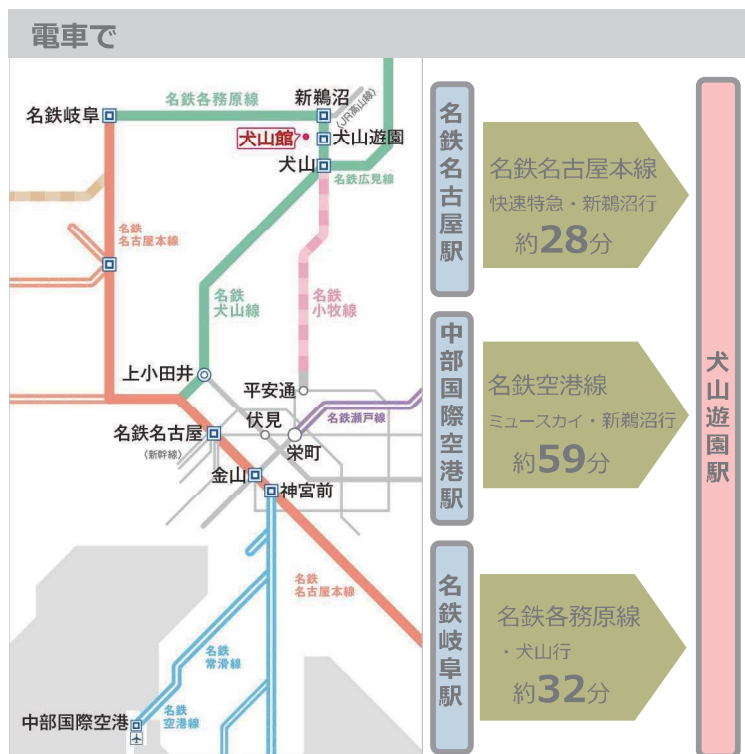 電車で
名鉄各務原線
新鵜沼
(JR高山線)
名鉄岐阜
犬山館
犬山遊園
犬山
名鉄広見線
名鉄
名古屋本線
名鉄
犬山線
名鉄
小牧線
上小田井
平安通
名鉄瀬戸線
伏見
名鉄名古屋
〈新幹線〉
栄町
金山
神宮前
名鉄
名古屋本線
名鉄
常滑線
中部国際空港
名鉄
空港線
名鉄名古屋駅
名鉄名古屋本線
快速特急・新鵜沼行
約28分
中部国際空港駅
名鉄空港線
ミュースカイ・新鵜沼行
約59分
名鉄岐阜駅
名鉄各務原線
・犬山行
約32分
犬山遊園駅